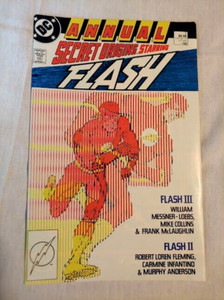 DC
ANNUAL
SECRET ORIGINS STARRING
FLASH
FLASH III
WILLIAM
MESSNER-LOEBS,
MIKE COLLINS
& FRANK McLAUGHLIN
FLASH II
ROBERT LOREN FLEMING,
CARMINE INFANTINO
& MURPHY ANDERSON